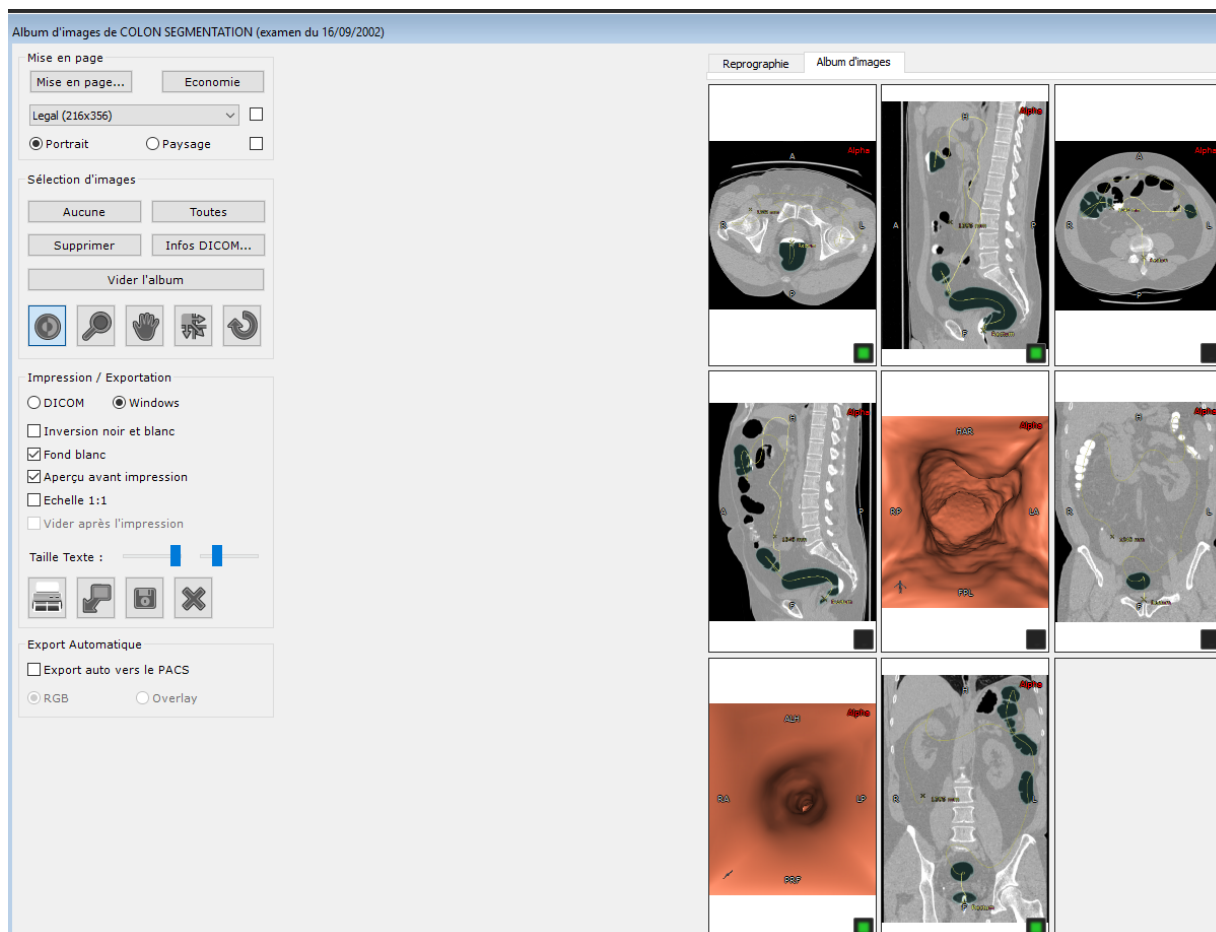 Album d'images de COLON SEGMENTATION (examen du 16/09/2002)
Mise en page
Mise en page... Economie
Legal (216x356)
Portrait Paysage
Sélection d'images
Aucune Toutes
Supprimer Infos DICOM...
Vider l'album
Impression / Exportation
DICOM Windows
Inversion noir et blanc
Fond blanc
Aperçu avant impression
Echelle 1:1
Vider après l'impression
Taille Texte :
Export Automatique
Export auto vers le PACS
RGB Overlay
Reprographie Album d'images
Alpha
A
R L
P
Alpha
H
A P
F
Alpha
A
R L
P
Alpha
H
A P
F
Alpha
HAR
RP LA
FPL
Alpha
H
R L
F
Alpha
ALH
RA LP
PRF
Alpha
H
R L
F